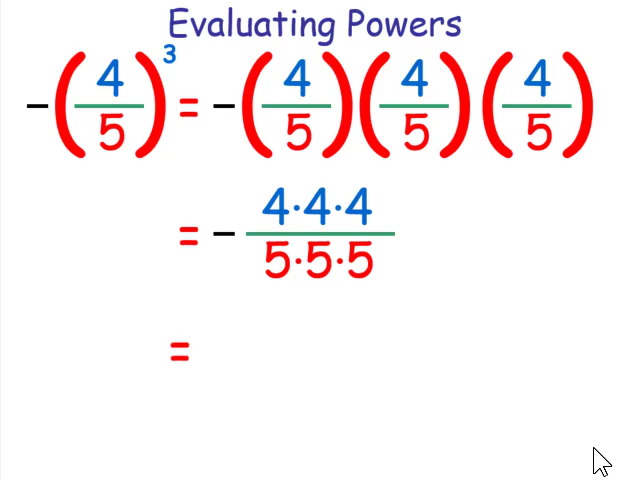 Evaluating Powers
-(4/5)³ = -(4/5)(4/5)(4/5)
= - 4·4·4/5·5·5
=